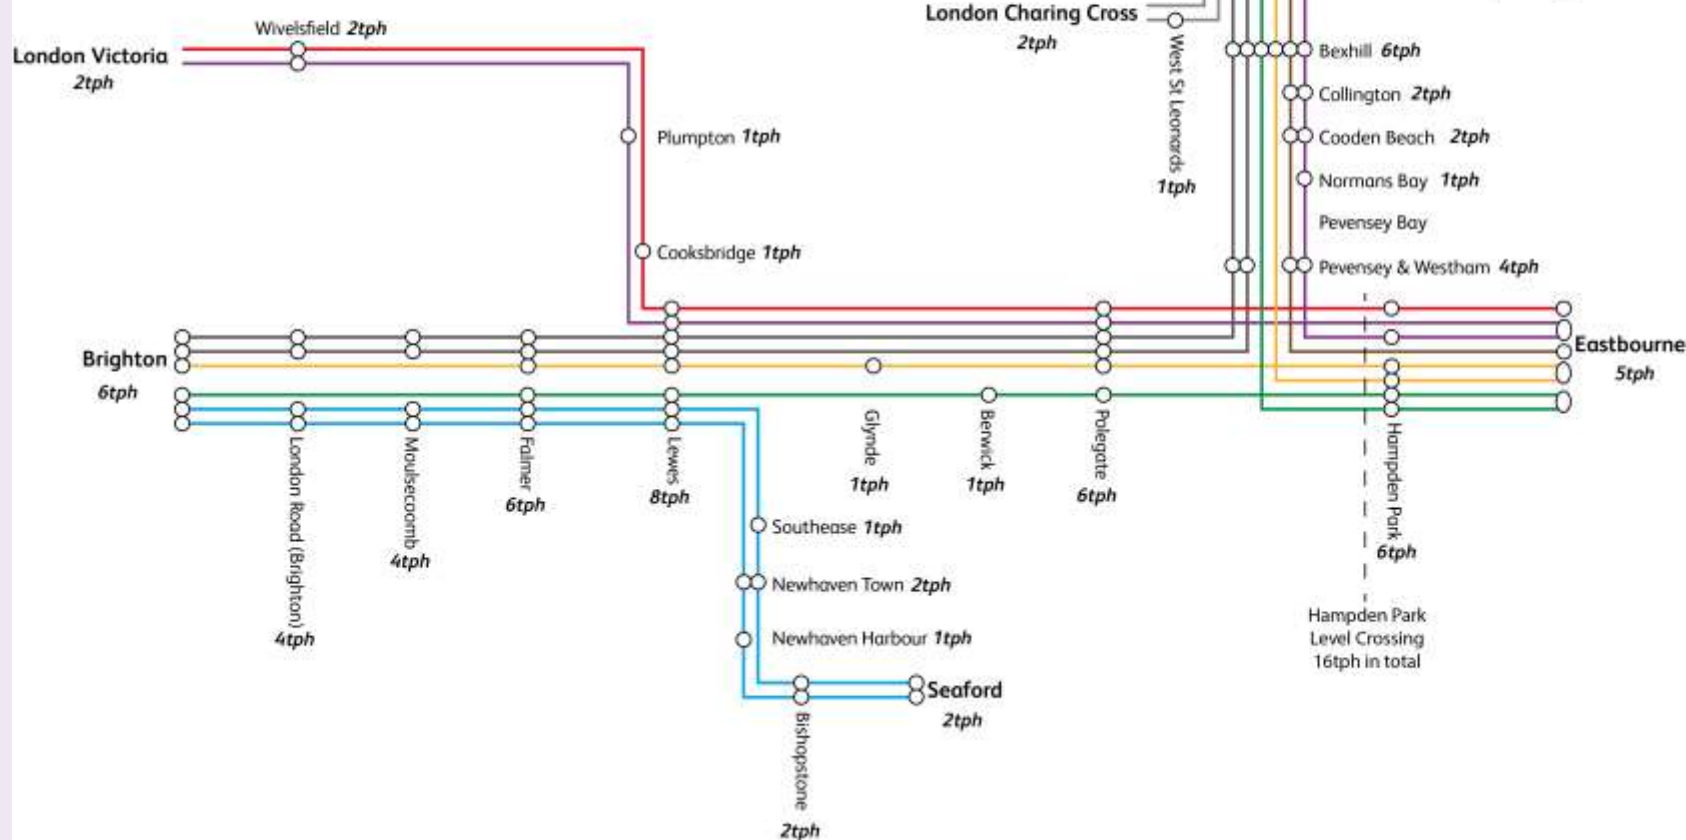 London Charing Cross
2tph
West St Leonards
1tph
Wivelsfield 2tph
London Victoria
2tph
Plumpton 1tph
Cooksbridge 1tph
Bexhill 6tph
Collington 2tph
Cooden Beach 2tph
Normans Bay 1tph
Pevensey Bay
Pevensey & Westham 4tph
Brighton
6tph
Eastbourne
5tph
London Road (Brighton)
4tph
Moulsecoomb
4tph
Falmer
6tph
Lewes
8tph
Glynde
1tph
Berwick
1tph
Polegate
6tph
Hampden Park
6tph
Southease 1tph
Newhaven Town 2tph
Newhaven Harbour 1tph
Hampden Park
Level Crossing
16tph in total
Seaford
2tph
Bishopstone
2tph